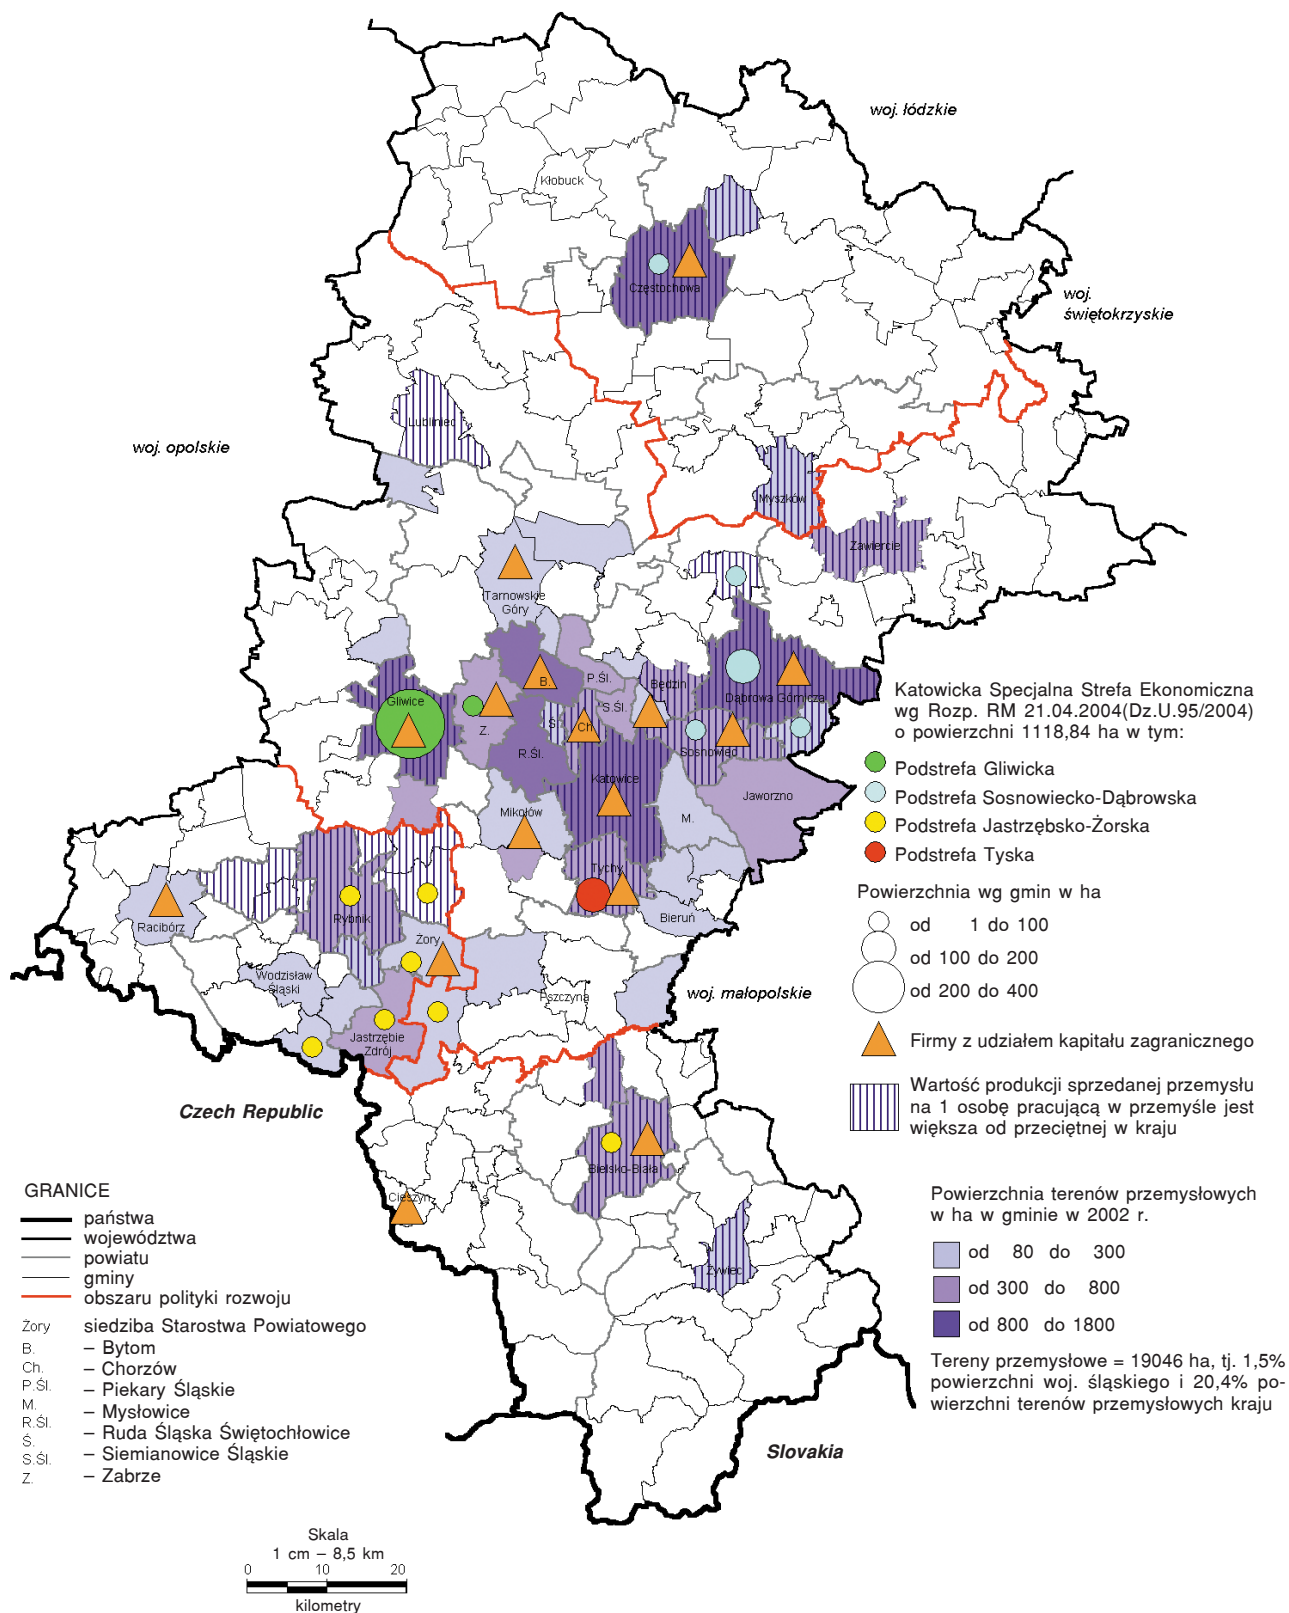 woj. łódzkie
Kłobuck
Częstochowa
woj.
świętokrzyskie
Lubliniec
woj. opolskie
Myszków
Zawiercie
Tarnowskie
Góry
P.Śl.
Będzin
B.
Dąbrowa Górnicza
Gliwice
Z.
S.Śl.
Ś.
Ch.
Sosnowiec
R.Śl.
Katowice
Jaworzno
Mikołów
M.
Tychy
Racibórz
Rybnik
Bieruń
Żory
Wodzisław
Śląski
Pszczyna
woj. małopolskie
Jastrzębie
Zdrój
Czech Republic
Bielsko-Biała
Cieszyn
Żywiec
Slovakia
Katowicka Specjalna Strefa Ekonomiczna
wg Rozp. RM 21.04.2004(Dz.U.95/2004)
o powierzchni 1118,84 ha w tym:
Podstrefa Gliwicka
Podstrefa Sosnowiecko-Dąbrowska
Podstrefa Jastrzębsko-Żorska
Podstrefa Tyska
Powierzchnia wg gmin w ha
od 1 do 100
od 100 do 200
od 200 do 400
Firmy z udziałem kapitału zagranicznego
Wartość produkcji sprzedanej przemysłu
na 1 osobę pracującą w przemyśle jest
większa od przeciętnej w kraju
Powierzchnia terenów przemysłowych
w ha w gminie w 2002 r.
od 80 do 300
od 300 do 800
od 800 do 1800
Tereny przemysłowe = 19046 ha, tj. 1,5%
powierzchni woj. śląskiego i 20,4% po-
wierzchni terenów przemysłowych kraju
GRANICE
państwa
województwa
powiatu
gminy
obszaru polityki rozwoju
Żory siedziba Starostwa Powiatowego
B. – Bytom
Ch. – Chorzów
P.Śl. – Piekary Śląskie
M. – Mysłowice
R.Śl. – Ruda Śląska Świętochłowice
Ś.
S.Śl. – Siemianowice Śląskie
Z. – Zabrze
Skala
1 cm – 8,5 km
0 10 20
kilometry